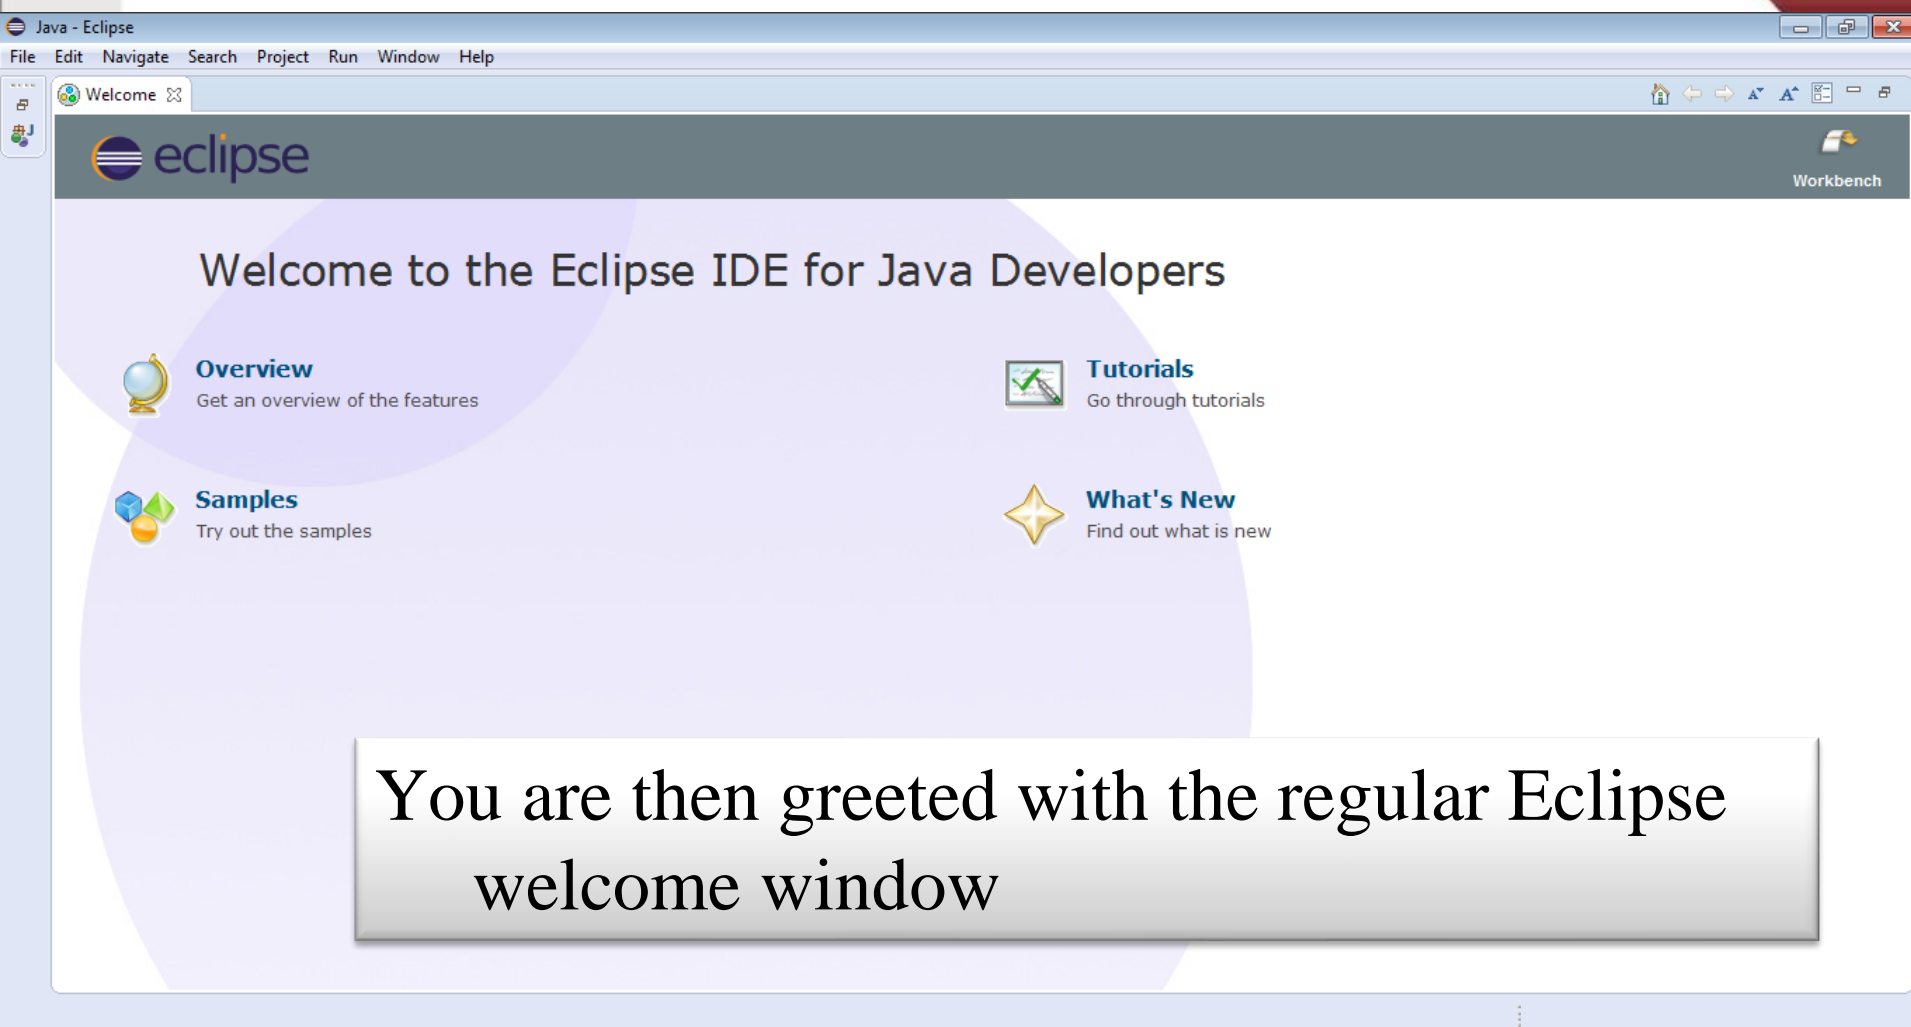 Java - Eclipse
File Edit Navigate Search Project Run Window Help
Welcome
J
A A
eclipse
Workbench
Welcome to the Eclipse IDE for Java Developers
Overview
Get an overview of the features
Tutorials
Go through tutorials
Samples
Try out the samples
What's New
Find out what is new
You are then greeted with the regular Eclipse
welcome window